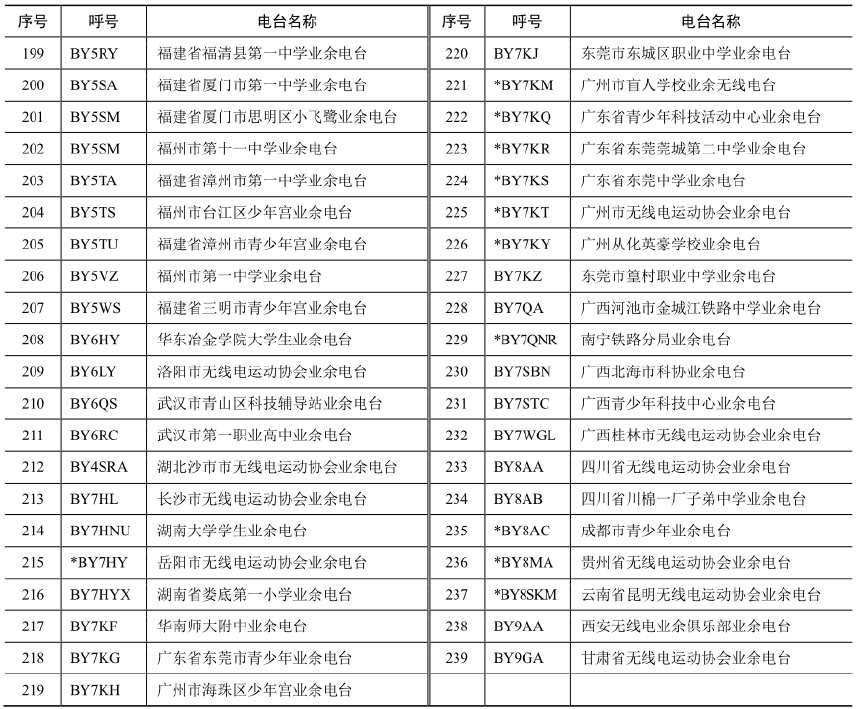 序号 呼号 电台名称 序号 呼号 电台名称
199 BY5RY 福建省福清县第一中学业余电台 220 BY7KJ 东莞市东城区职业中学业余电台
200 BY5SA 福建省厦门市第一中学业余电台 221 *BY7KM 广州市盲人学校业余无线电台
201 BY5SM 福建省厦门市思明区小飞鹭业余电台 222 *BY7KQ 广东省青少年科技活动中心业余电台
202 BY5SM 福州市第十一中学业余电台 223 *BY7KR 广东省东莞莞城第二中学业余电台
203 BY5TA 福建省漳州市第一中学业余电台 224 *BY7KS 广东省东莞中学业余电台
204 BY5TS 福州市台江区少年宫业余电台 225 *BY7KT 广州市无线电运动协会业余电台
205 BY5TU 福建省漳州市青少年宫业余电台 226 *BY7KY 广州从化英豪学校业余电台
206 BY5VZ 福州市第一中学业余电台 227 BY7KZ 东莞市篁村职业中学业余电台
207 BY5WS 福建省三明市青少年宫业余电台 228 BY7QA 广西河池市金城江铁路中学业余电台
208 BY6HY 华东冶金学院大学生业余电台 229 *BY7QNR 南宁铁路分局业余电台
209 BY6LY 洛阳市无线电运动协会业余电台 230 BY7SBN 广西北海市科协业余电台
210 BY6QS 武汉市青山区科技辅导站业余电台 231 BY7STC 广西青少年科技中心业余电台
211 BY6RC 武汉市第一职业高中业余电台 232 BY7WGL 广西桂林市无线电运动协会业余电台
212 BY4SRA 湖北沙市市无线电运动协会业余电台 233 BY8AA 四川省无线电运动协会业余电台
213 BY7HL 长沙市无线电运动协会业余电台 234 BY8AB 四川省川棉一厂子弟中学业余电台
214 BY7HNU 湖南大学学生业余电台 235 *BY8AC 成都市青少年业余电台
215 *BY7HY 岳阳市无线电运动协会业余电台 236 *BY8MA 贵州省无线电运动协会业余电台
216 BY7HYX 湖南省娄底第一小学业余电台 237 *BY8SKM 云南省昆明无线电运动协会业余电台
217 BY7KF 华南师大附中业余电台 238 BY9AA 西安无线电业余俱乐部业余电台
218 BY7KG 广东省东莞市青少年业余电台 239 BY9GA 甘肃省无线电运动协会业余电台
219 BY7KH 广州市海珠区少年宫业余电台